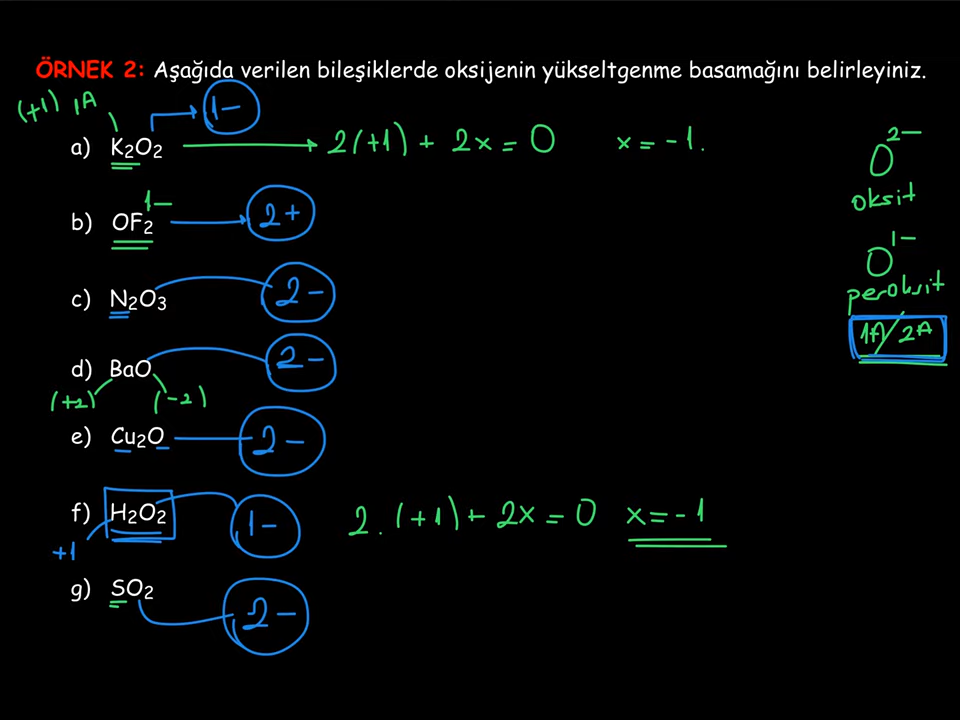 ÖRNEK 2: Aşağıda verilen bileşiklerde oksijenin yükseltgenme basamağını belirleyiniz.
(+1) 1A 1-
a) K₂O₂ 2(+1) + 2x = 0 x = -1.
O²⁻
oksit
1-
b) OF₂ 2+
O¹⁻
peroksit
1A/2A
c) N₂O₃ 2-
d) BaO 2-
(+2) (-2)
e) Cu₂O 2-
f) H₂O₂ 1- 2.(+1) + 2x = 0 x = -1
+1
g) SO₂ 2-